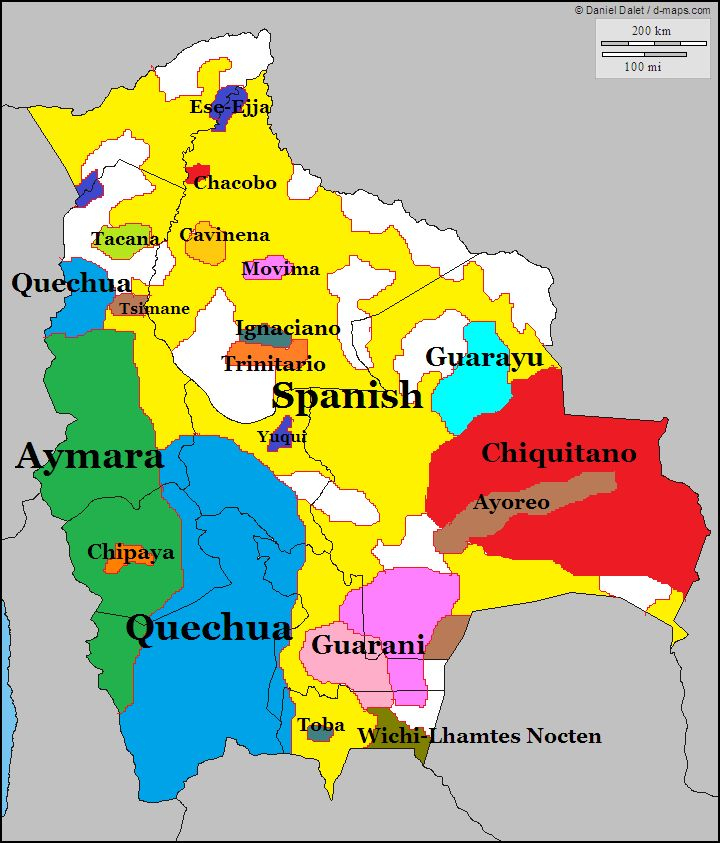 © Daniel Dalet / d-maps.com
200 km
100 mi
Ese-Ejja
Chacobo
Tacana
Cavinena
Movima
Quechua
Tsimane
Ignaciano
Trinitario
Guarayu
Spanish
Yuqui
Aymara
Chiquitano
Ayoreo
Chipaya
Quechua
Guarani
Toba
Wichi-Lhamtes Nocten